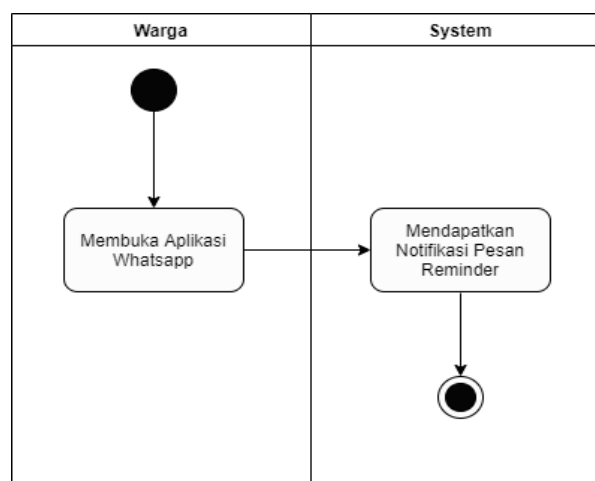 Warga
System
Membuka Aplikasi
Whatsapp
Mendapatkan
Notifikasi Pesan
Reminder